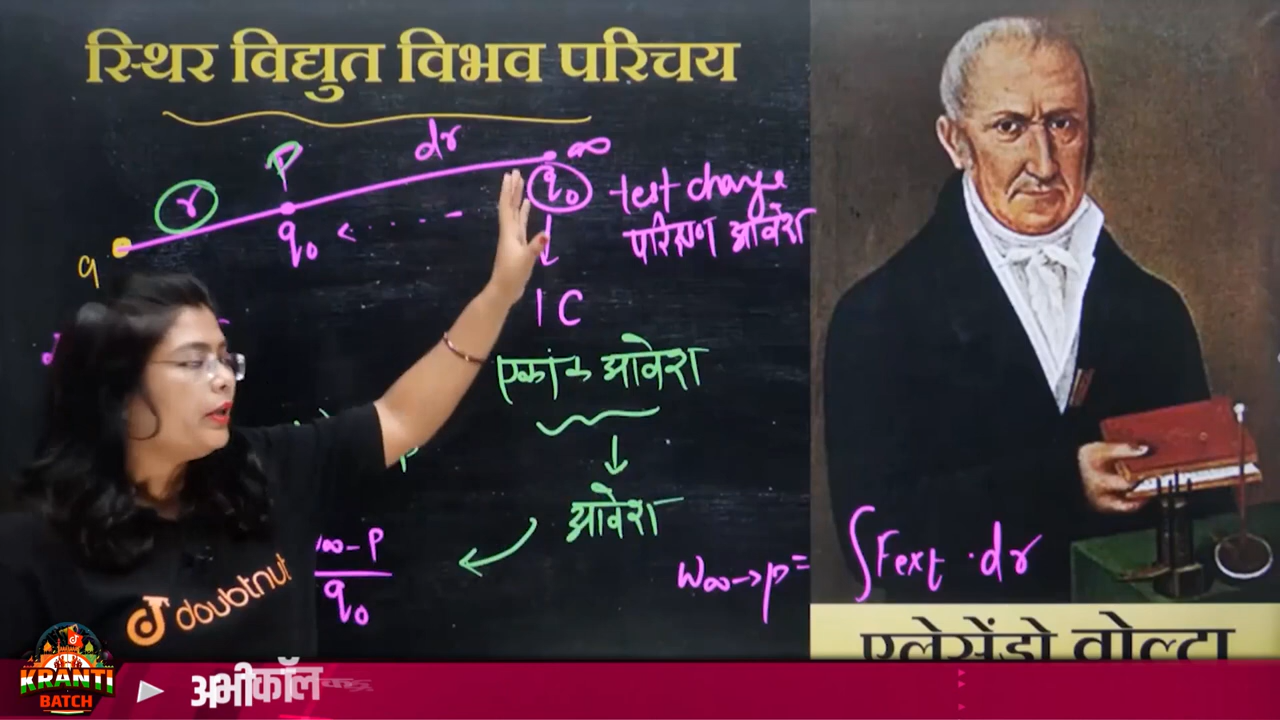 स्थिर विद्युत विभव परिचय
dr
∞
P
r
q₀
test charge
परिक्षण आवेश
q₀
q
1C
एकांक आवेश
आवेश
∞-P
q₀
W∞→p =
∫Fext · dr
doubtnut
एलेसेंड्रो वोल्टा
KRANTI
BATCH
अभी कॉल